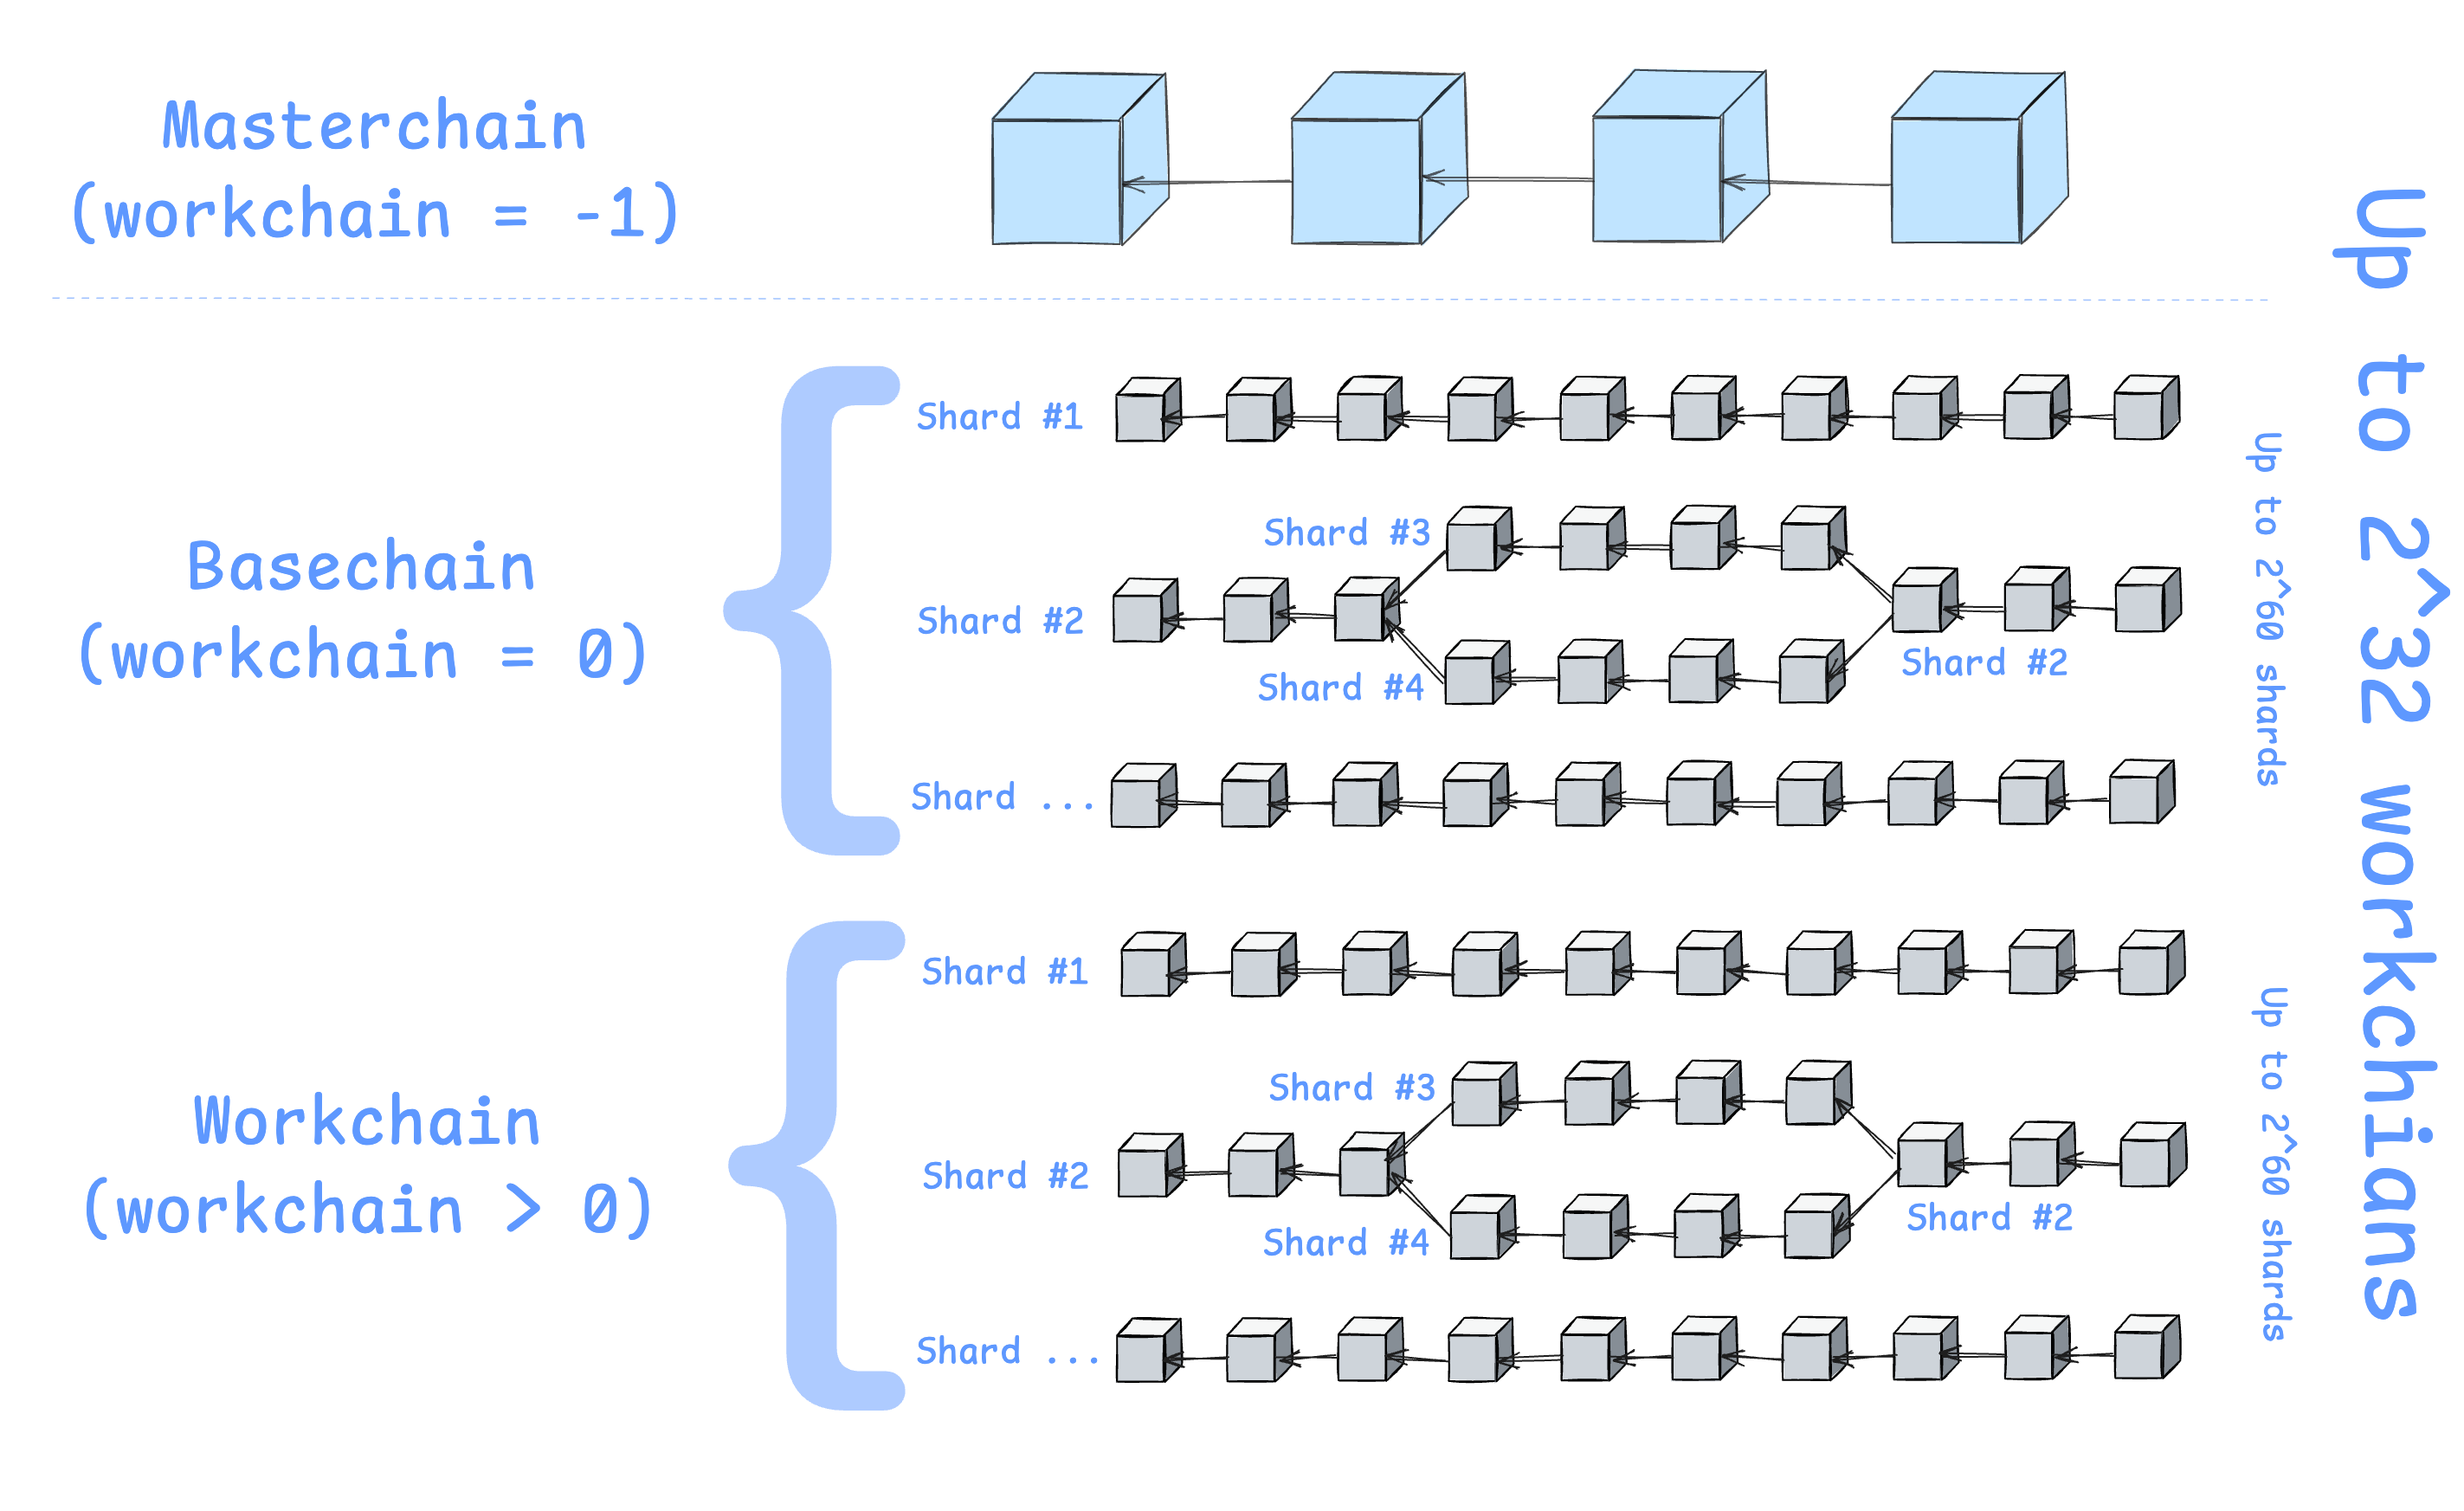 Masterchain
(workchain = -1)
Basechain
(workchain = 0)
Shard #1
Shard #3
Shard #2
Shard #4
Shard #2
Shard ...
Up to 2^60 shards
Workchain
(workchain > 0)
Shard #1
Shard #3
Shard #2
Shard #4
Shard #2
Shard ...
Up to 2^60 shards
Up to 2^32 workchians